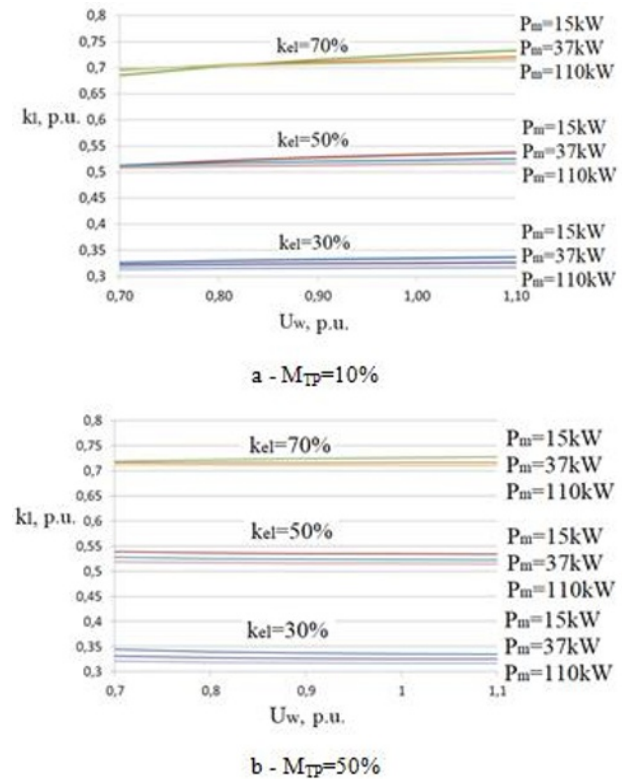 0,8
0,75
0,7
0,65
0,6
0,55
0,5
0,45
0,4
0,35
0,3
kI, p.u.
kel=70%
Pm=15kW
Pm=37kW
Pm=110kW
kel=50%
Pm=15kW
Pm=37kW
Pm=110kW
kel=30%
Pm=15kW
Pm=37kW
Pm=110kW
0,70 0,80 0,90 1,00 1,10
Uw, p.u.
a - MTP=10%
0,8
0,75
0,7
0,65
0,6
0,55
0,5
0,45
0,4
0,35
0,3
kI, p.u.
kel=70%
Pm=15kW
Pm=37kW
Pm=110kW
kel=50%
Pm=15kW
Pm=37kW
Pm=110kW
kel=30%
Pm=15kW
Pm=37kW
Pm=110kW
0,7 0,8 0,9 1 1,1
Uw, p.u.
b - MTP=50%